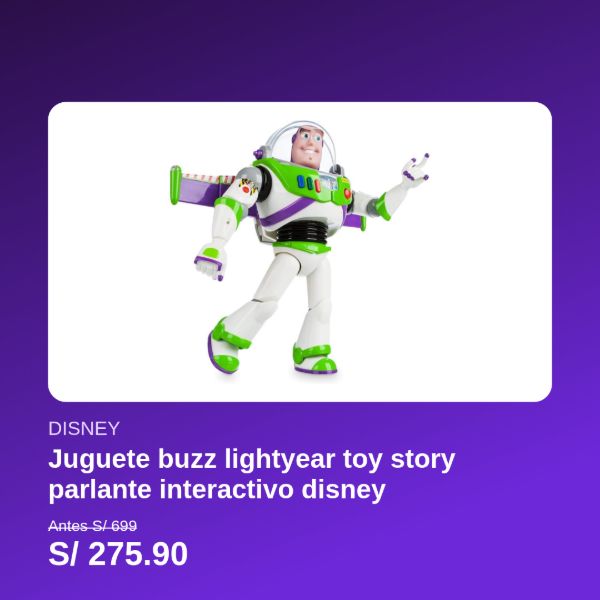 DISNEY
Juguete buzz lightyear toy story
parlante interactivo disney
Antes S/ 699
S/ 275.90